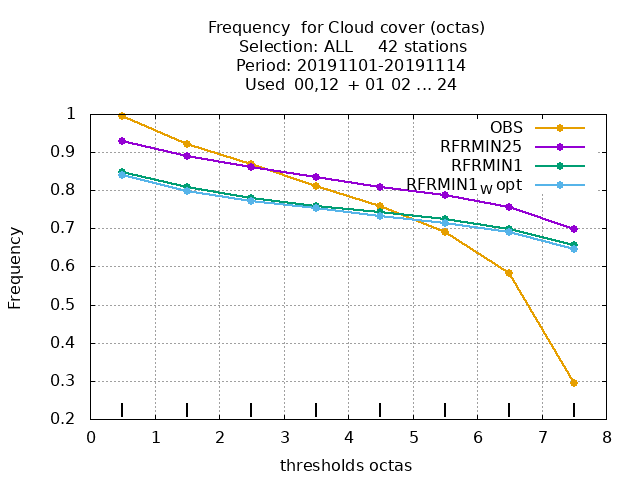 Frequency  for Cloud cover (octas)
Selection: ALL     42 stations
Period: 20191101-20191114
Used  00,12  + 01 02 ... 24
OBS
RFRMIN25
RFRMIN1
RFRMIN1W opt
1
0.9
0.8
0.7
0.6
0.5
0.4
0.3
0.2
Frequency
0 1 2 3 4 5 6 7 8
thresholds octas